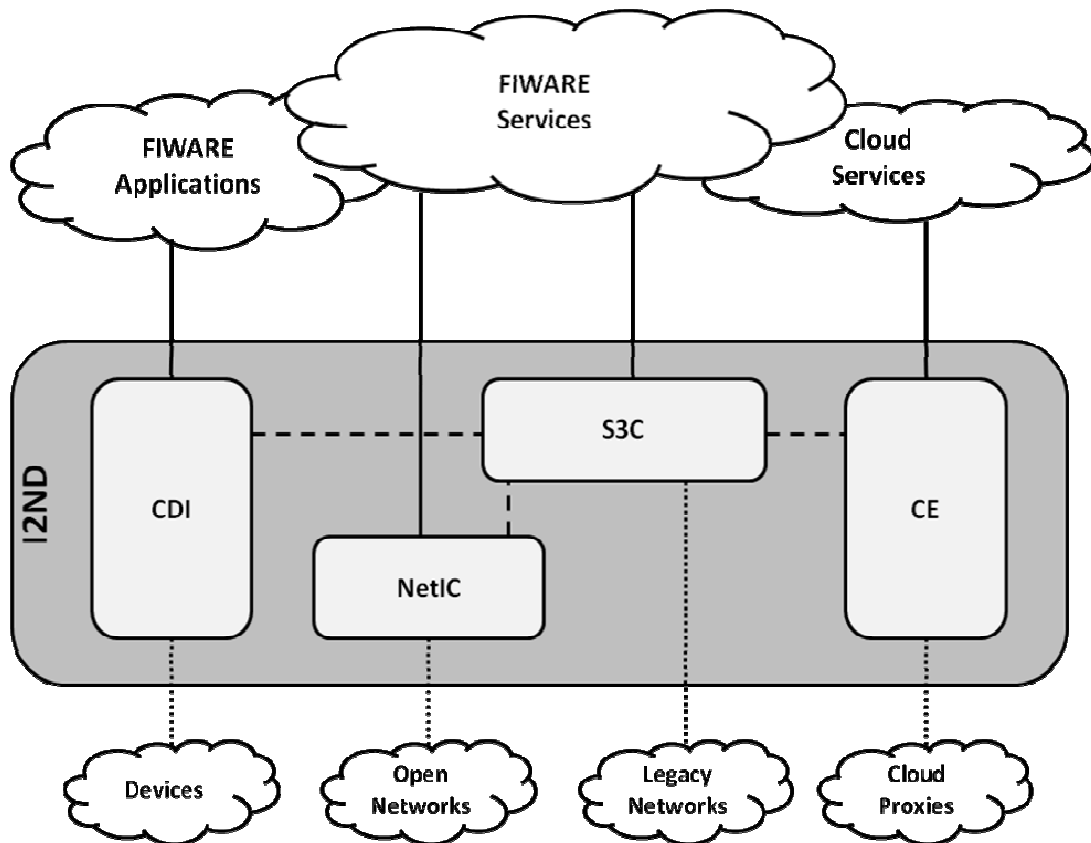 FIWARE
Services
FIWARE
Applications
Cloud
Services
I2ND
S3C
CDI
CE
NetIC
Devices
Open
Networks
Legacy
Networks
Cloud
Proxies